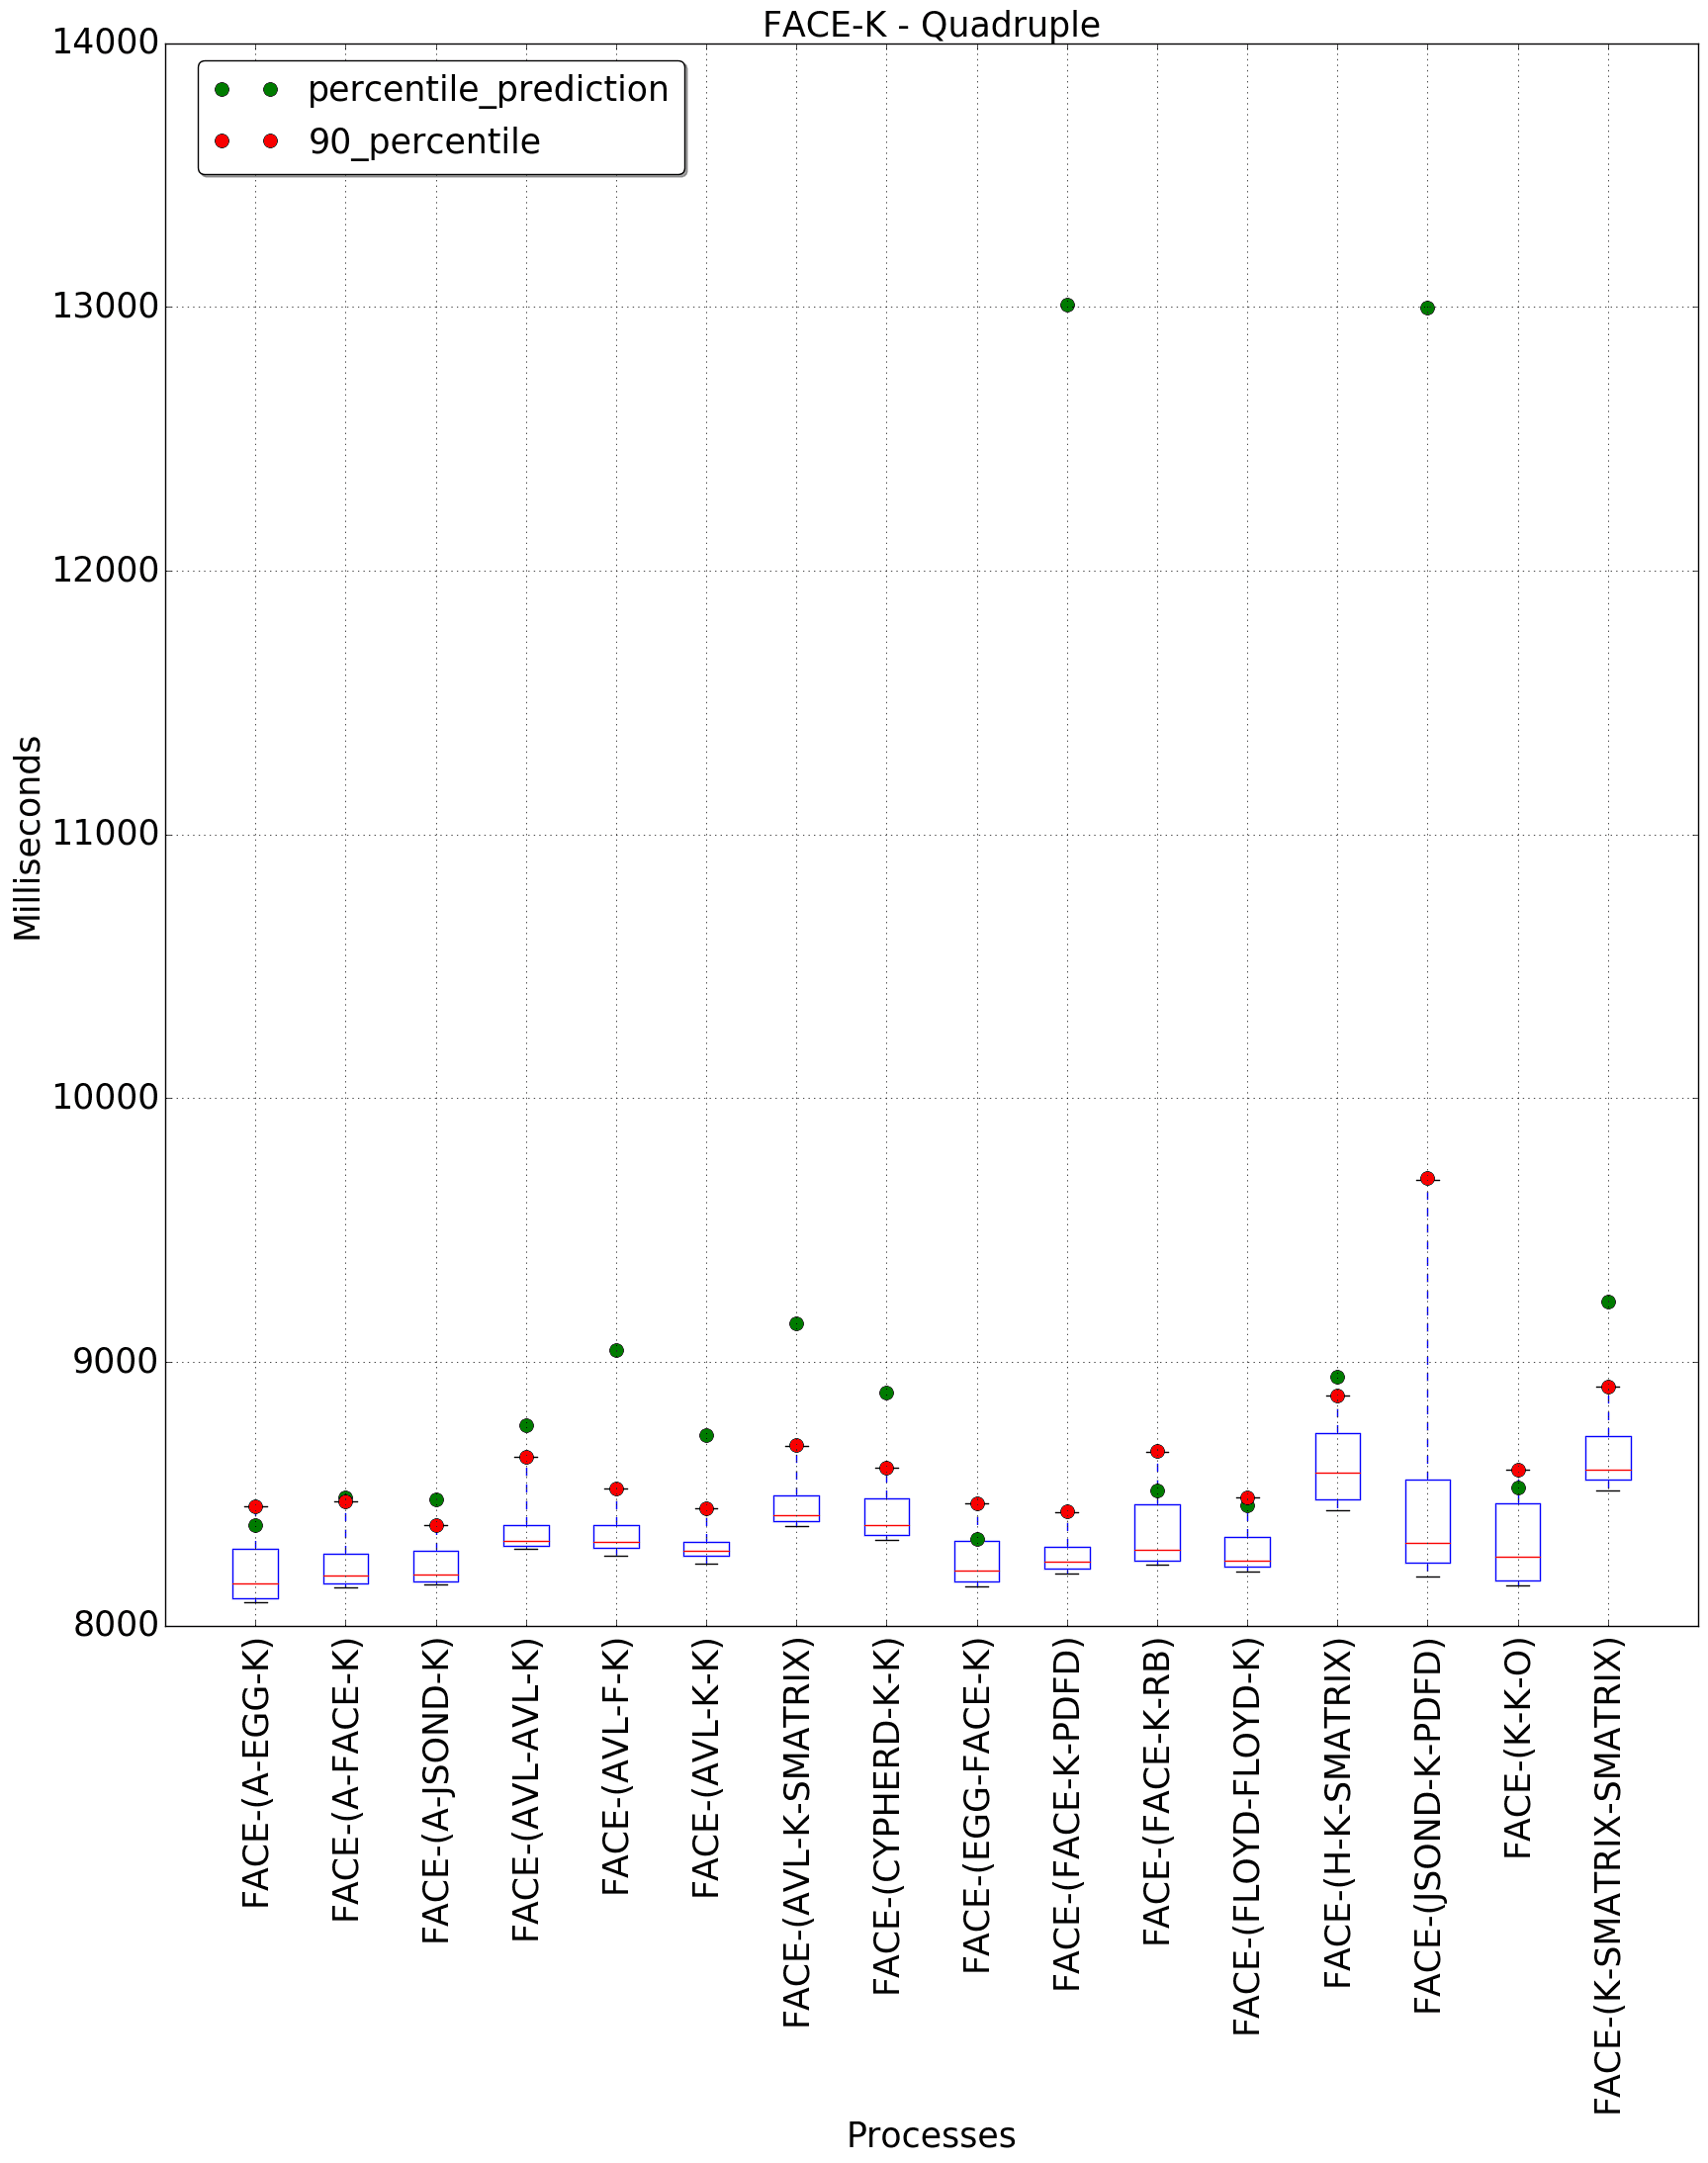 FACE-K - Quadruple
percentile_prediction
90_percentile
14000
13000
12000
11000
10000
9000
8000
Milliseconds
FACE-(A-EGG-K)
FACE-(A-FACE-K)
FACE-(A-JSOND-K)
FACE-(AVL-AVL-K)
FACE-(AVL-F-K)
FACE-(AVL-K-K)
FACE-(AVL-K-SMATRIX)
FACE-(CYPHERD-K-K)
FACE-(EGG-FACE-K)
FACE-(FACE-K-PDFD)
FACE-(FACE-K-RB)
FACE-(FLOYD-FLOYD-K)
FACE-(H-K-SMATRIX)
FACE-(JSOND-K-PDFD)
FACE-(K-K-O)
FACE-(K-SMATRIX-SMATRIX)
Processes